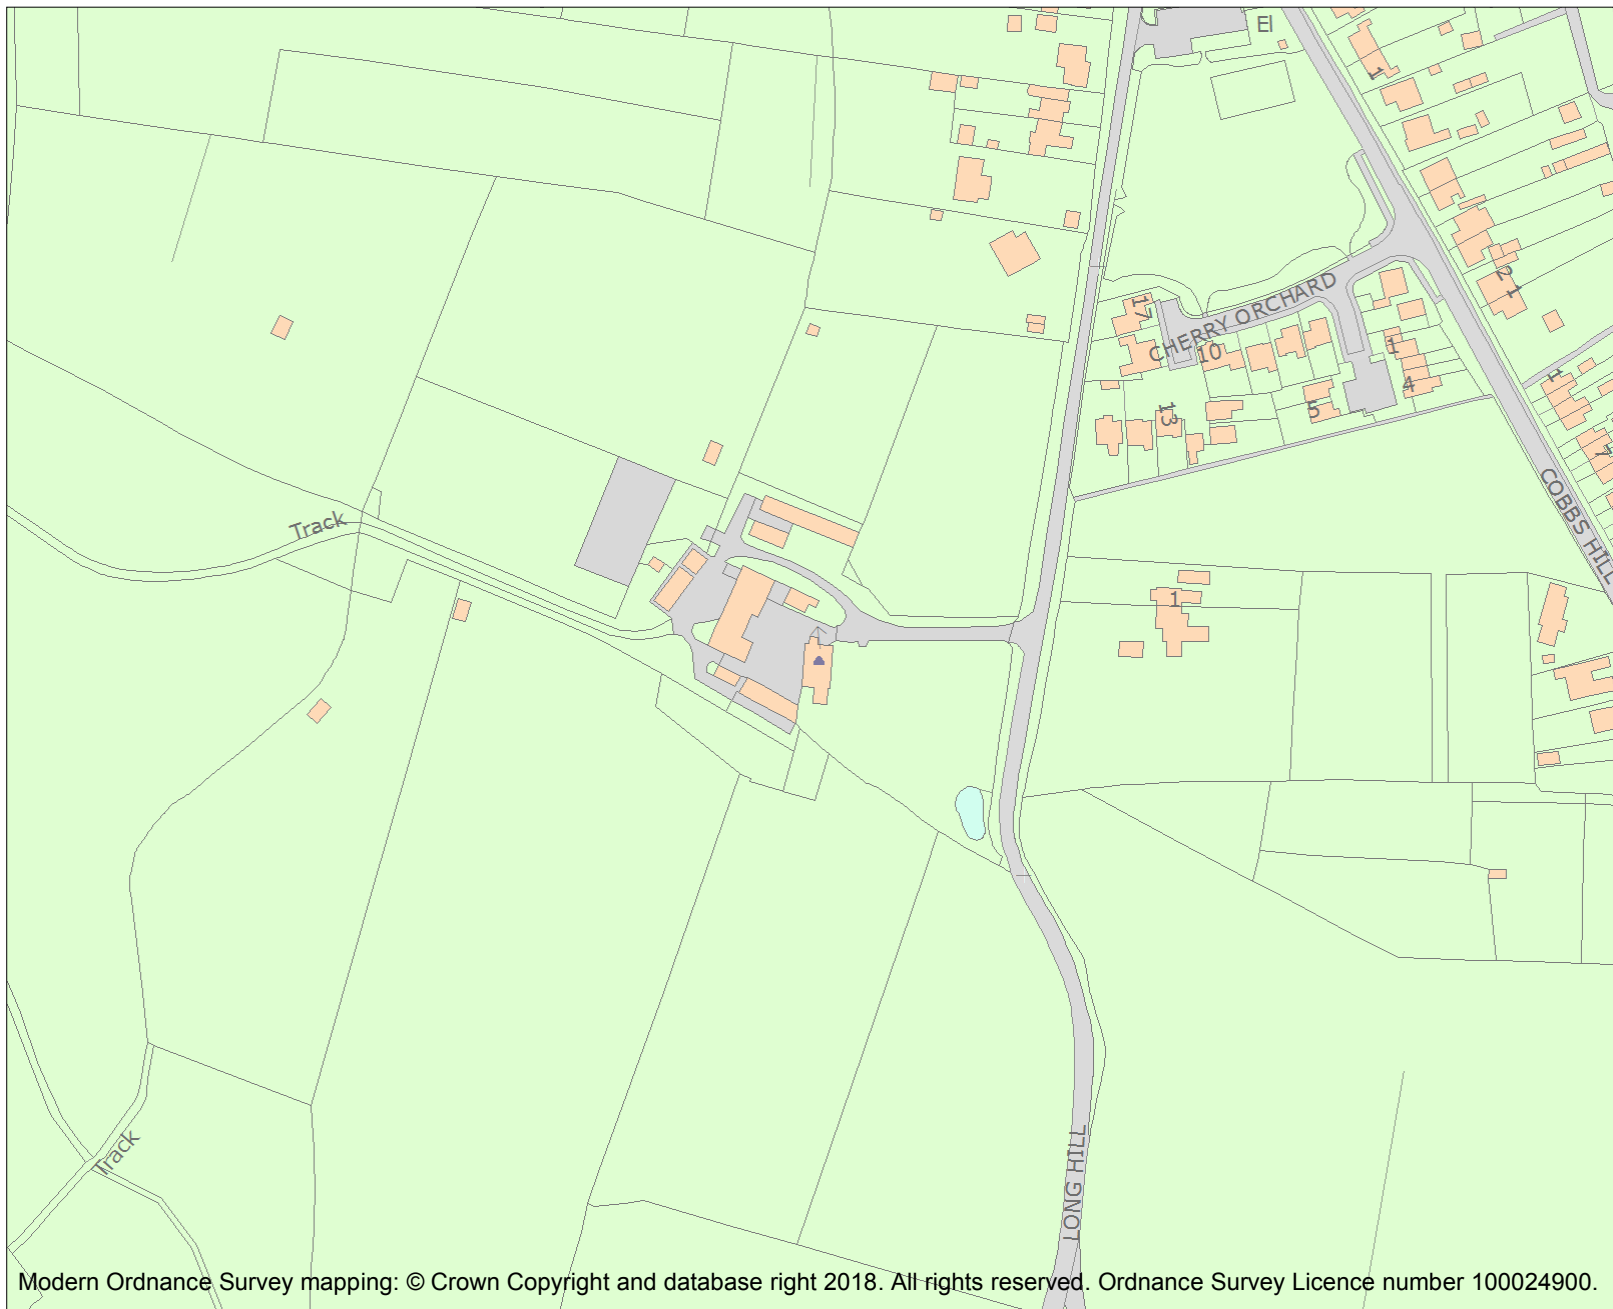 El
1
2 1
17
CHERRY ORCHARD
10
1
4
5
13
1
7
COBBS HILL
Track
1
Track
LONG HILL
Modern Ordnance Survey mapping: © Crown Copyright and database right 2018. All rights reserved. Ordnance Survey Licence number 100024900.